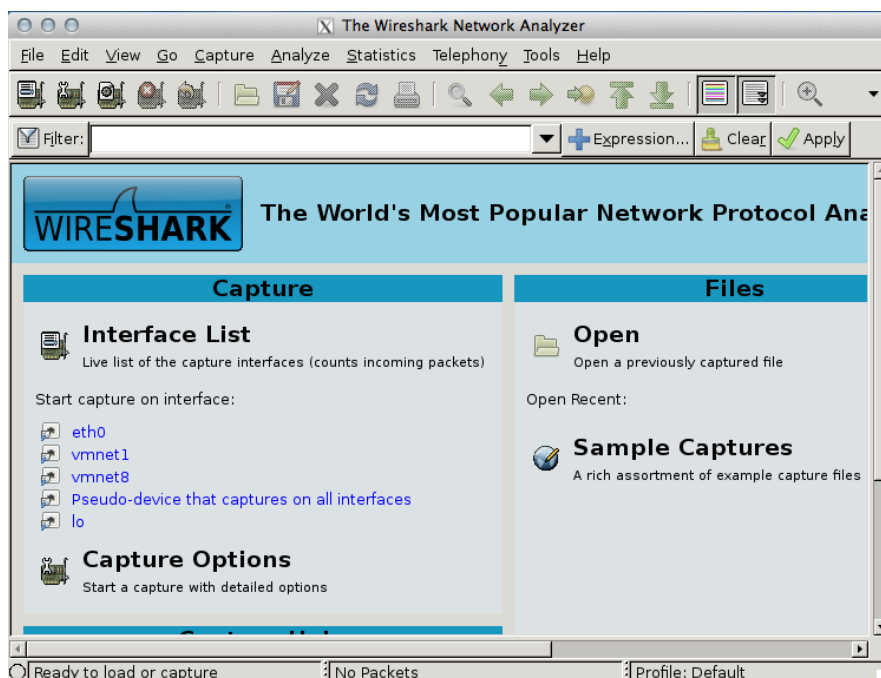 The Wireshark Network Analyzer
File Edit View Go Capture Analyze Statistics Telephony Tools Help
Filter: Expression... Clear Apply
WIRESHARK® The World's Most Popular Network Protocol Ana
Capture
Interface List
Live list of the capture interfaces (counts incoming packets)
Start capture on interface:
eth0
vmnet1
vmnet8
Pseudo-device that captures on all interfaces
lo
Capture Options
Start a capture with detailed options
Files
Open
Open a previously captured file
Open Recent:
Sample Captures
A rich assortment of example capture files
Ready to load or capture No Packets Profile: Default